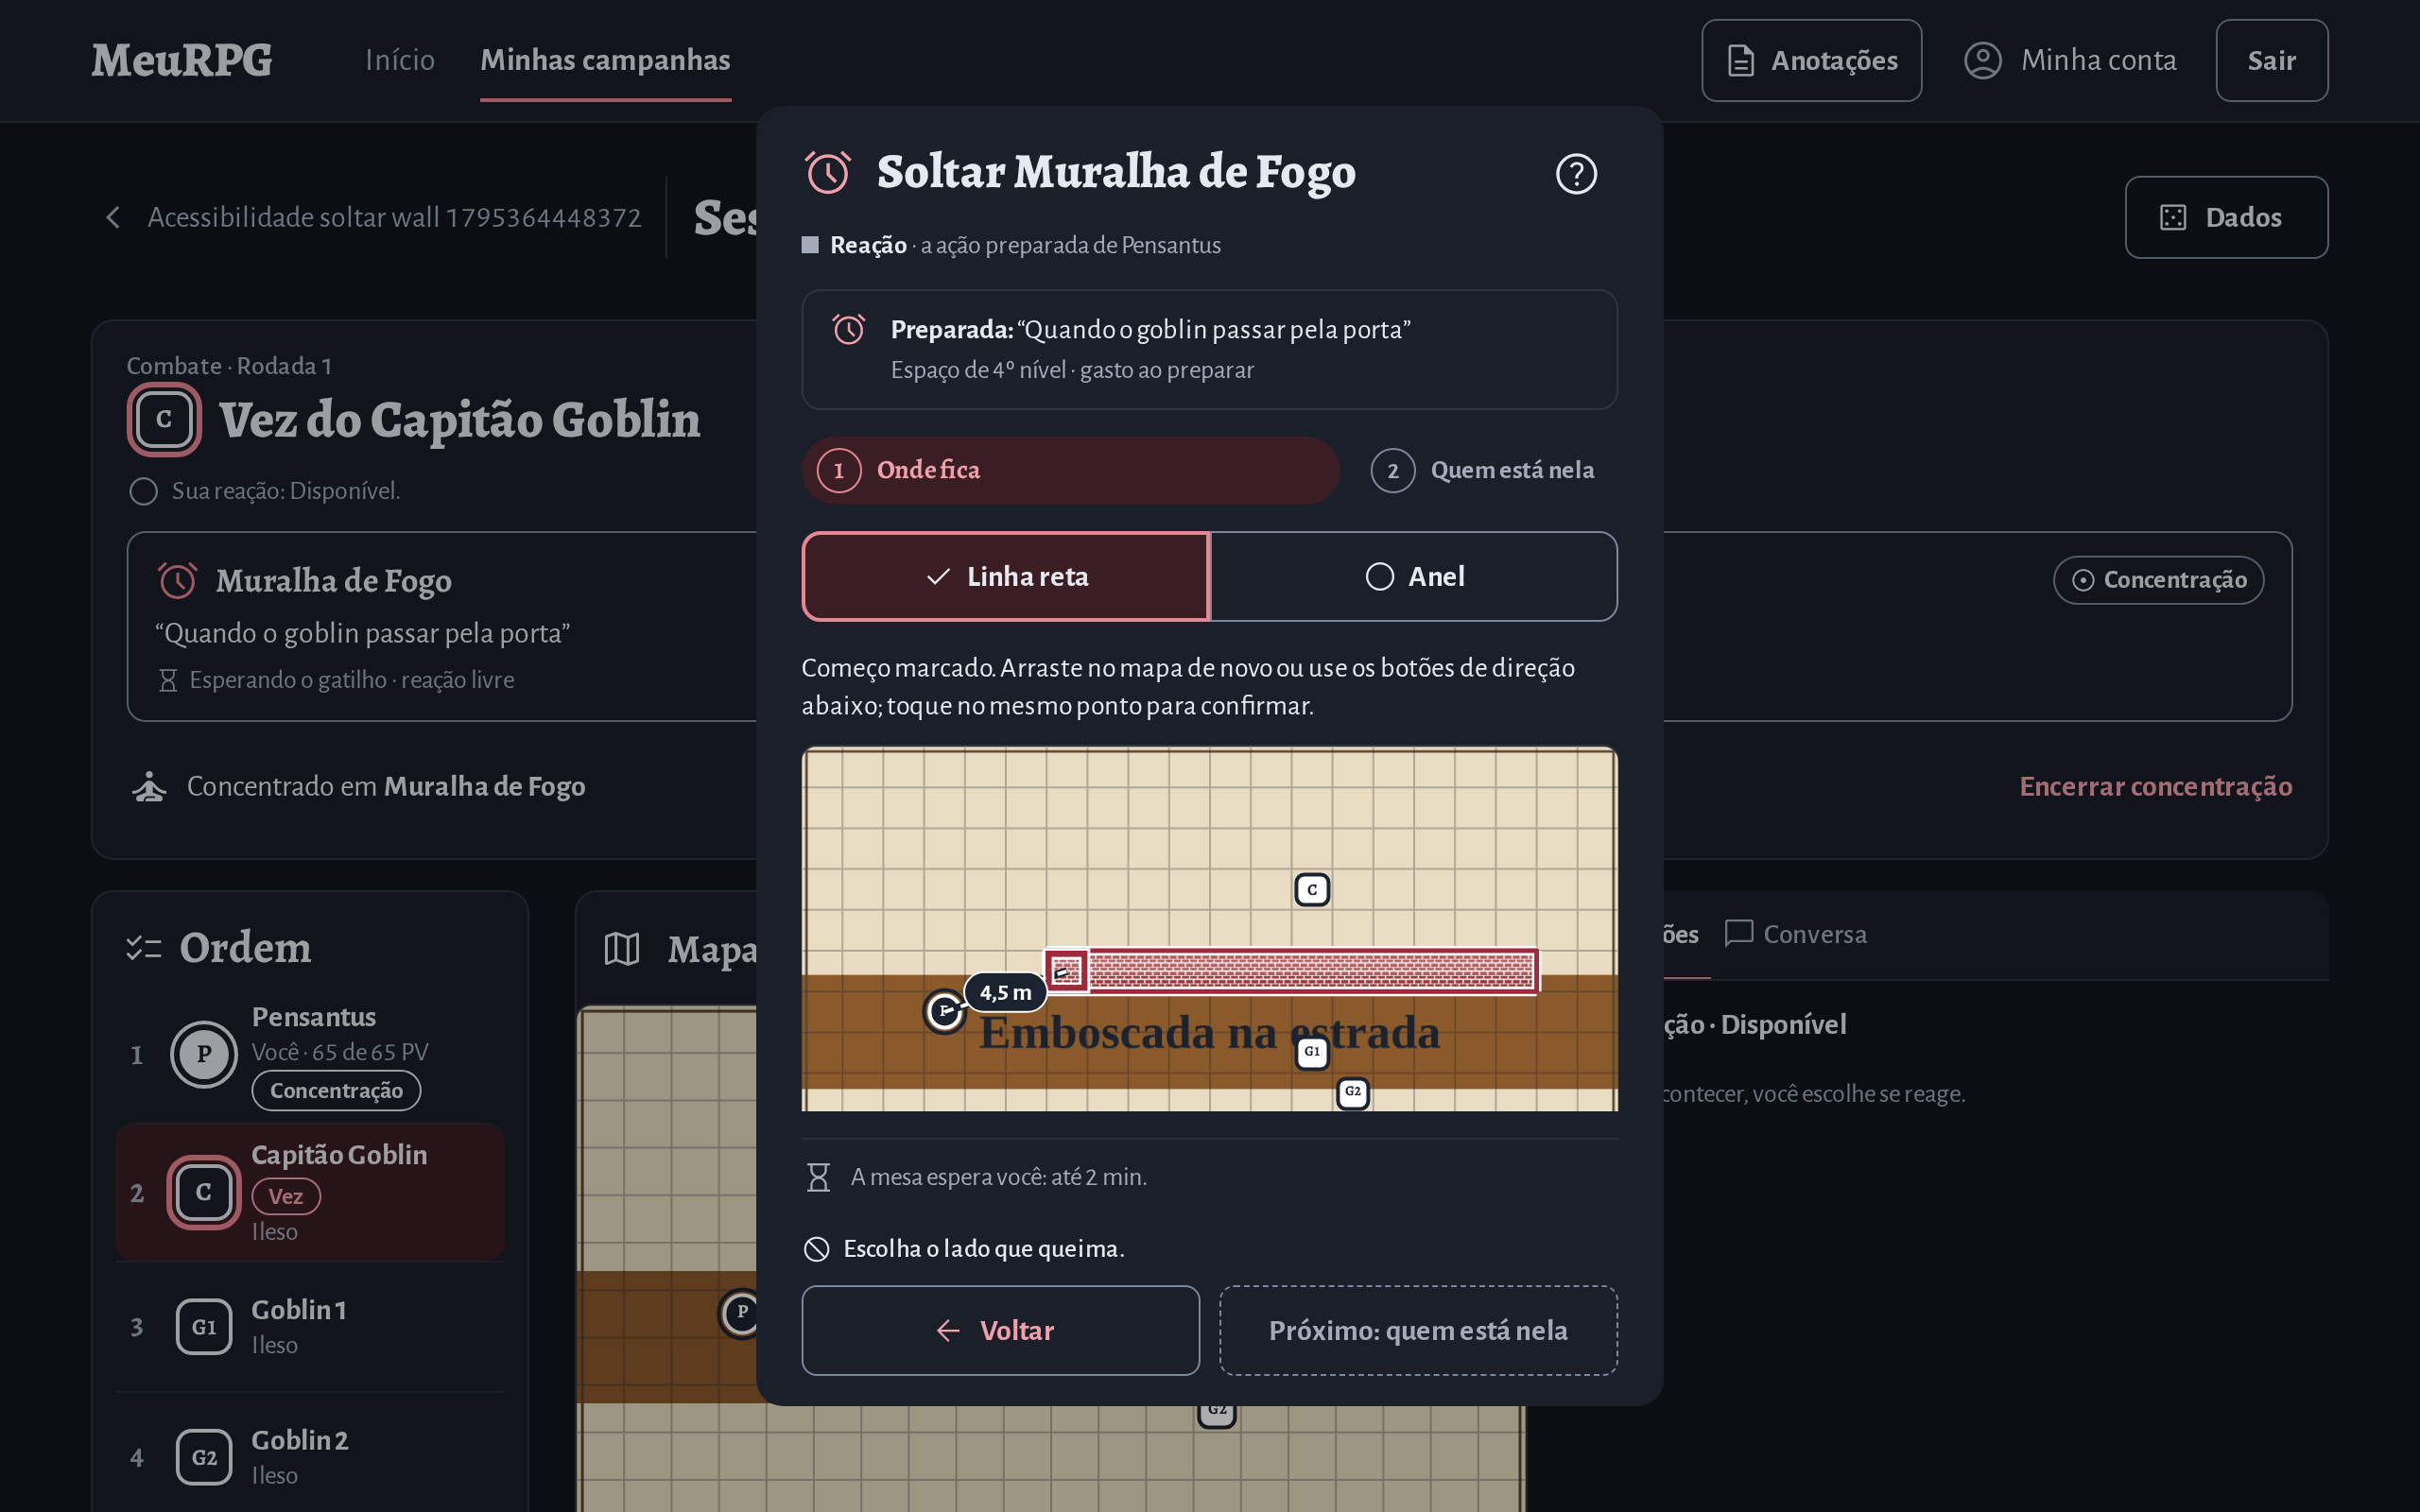 MeuRPG
Início
Minhas campanhas
Anotações
Minha conta
Sair
Acessibilidade soltar wall 1795364448372
Dados
Combate · Rodada 1
C
Vez do Capitão Goblin
Sua reação: Disponível.
Muralha de Fogo
Concentração
“Quando o goblin passar pela porta”
Esperando o gatilho · reação livre
Concentrado em Muralha de Fogo
Encerrar concentração
Ordem
1
P
Pensantus
Você · 65 de 65 PV
Concentração
2
C
Capitão Goblin
Vez
Ileso
3
G1
Goblin 1
Ileso
4
G2
Goblin 2
Ileso
Mapa
P
G2
Conversa
Disponível
contecer, você escolhe se reage.
Soltar Muralha de Fogo
Reação · a ação preparada de Pensantus
Preparada: “Quando o goblin passar pela porta”
Espaço de 4º nível · gasto ao preparar
1 Onde fica
2 Quem está nela
Linha reta
Anel
Começo marcado. Arraste no mapa de novo ou use os botões de direção
abaixo; toque no mesmo ponto para confirmar.
C
4,5 m
Emboscada na estrada
G1
G2
A mesa espera você: até 2 min.
Escolha o lado que queima.
Voltar
Próximo: quem está nela